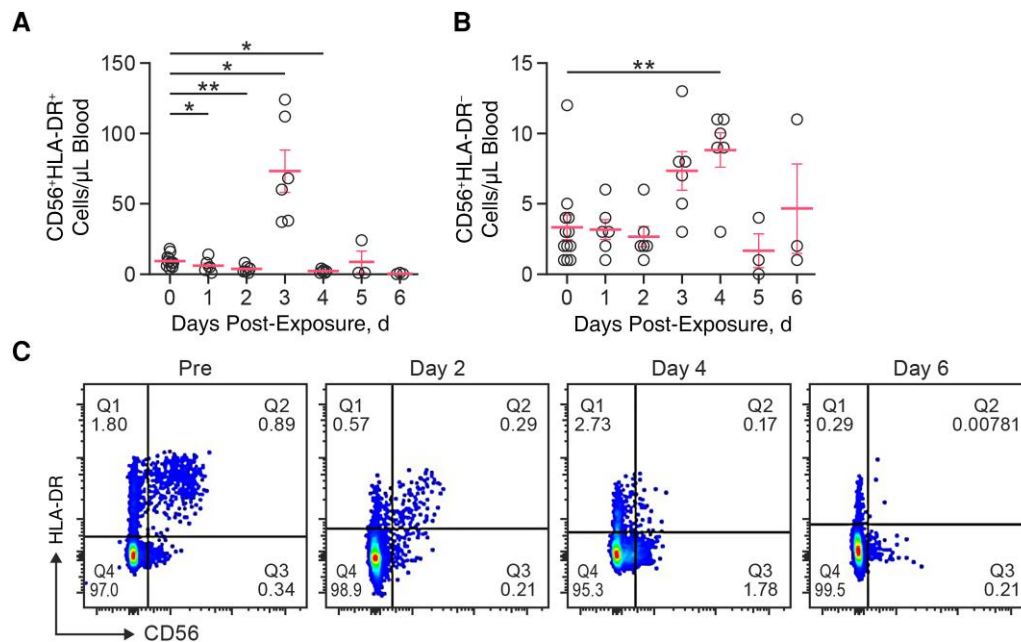 A
CD56⁺HLA-DR⁺
Cells/μL Blood
150
100
50
0
*
*
**
*
0 1 2 3 4 5 6
Days Post-Exposure, d
B
CD56⁺HLA-DR⁻
Cells/μL Blood
15
10
5
0
**
0 1 2 3 4 5 6
Days Post-Exposure, d
C
Pre
Q1 Q2
1.80 0.89
Q4 Q3
97.0 0.34
Day 2
Q1 Q2
0.57 0.29
Q4 Q3
98.9 0.21
Day 4
Q1 Q2
2.73 0.17
Q4 Q3
95.3 1.78
Day 6
Q1 Q2
0.29 0.00781
Q4 Q3
99.5 0.21
HLA-DR
CD56